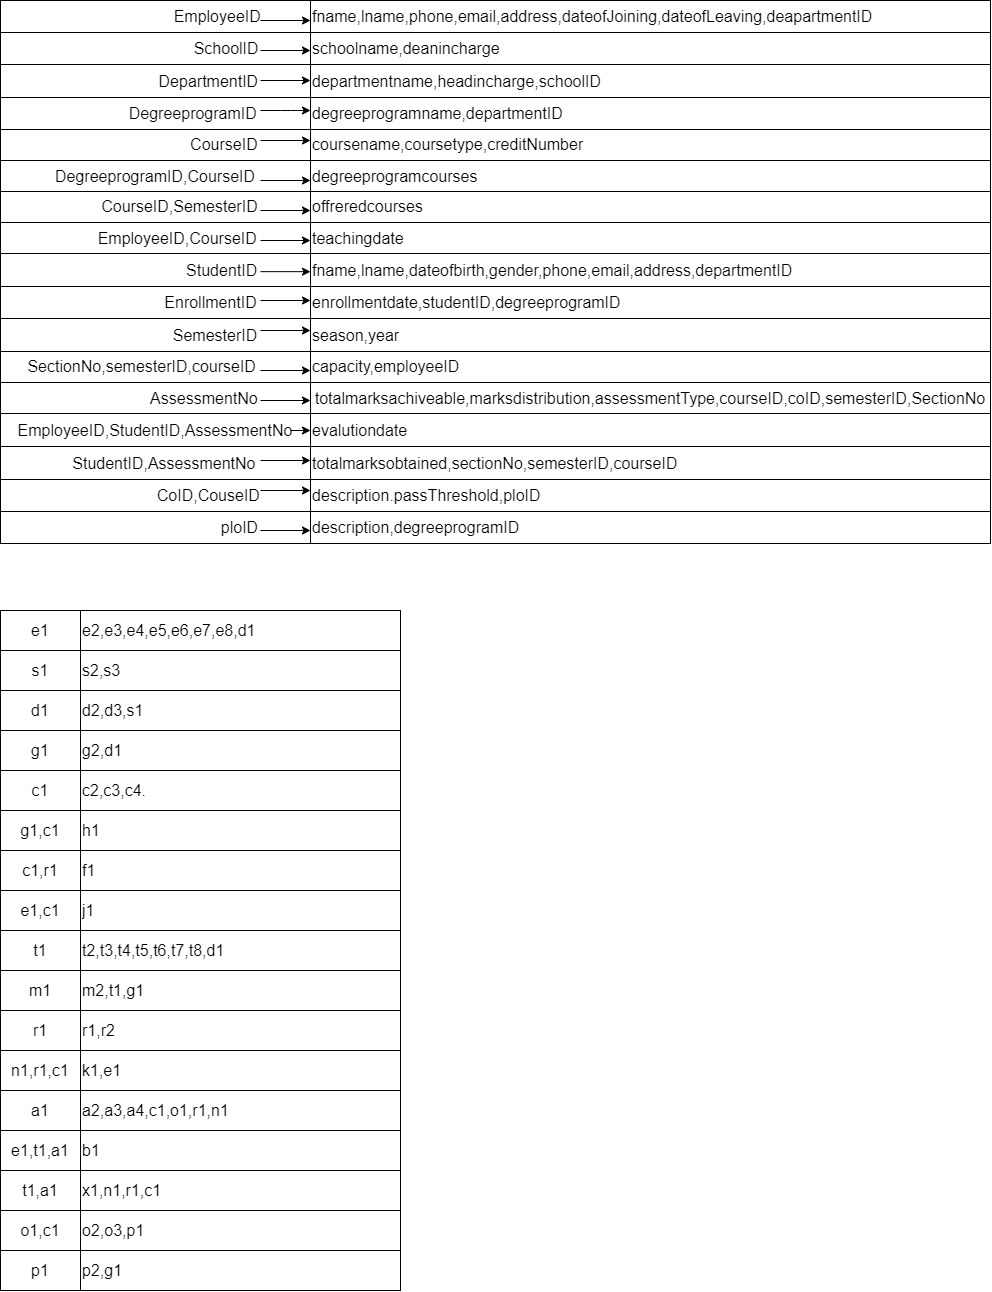 EmployeeID fname,lname,phone,email,address,dateofJoining,dateofLeaving,deapartmentID
SchoolID schoolname,deanincharge
DepartmentID departmentname,headincharge,schoolID
DegreeprogramID degreeprogramname,departmentID
CourseID coursename,coursetype,creditNumber
DegreeprogramID,CourseID degreeprogramcourses
CourseID,SemesterID offreredcourses
EmployeeID,CourseID teachingdate
StudentID fname,lname,dateofbirth,gender,phone,email,address,departmentID
EnrollmentID enrollmentdate,studentID,degreeprogramID
SemesterID season,year
SectionNo,semesterID,courseID capacity,employeeID
AssessmentNo totalmarksachiveable,marksdistribution,assessmentType,courseID,coID,semesterID,SectionNo
EmployeeID,StudentID,AssessmentNo evalutiondate
StudentID,AssessmentNo totalmarksobtained,sectionNo,semesterID,courseID
CoID,CouseID description.passThreshold,ploID
ploID description,degreeprogramID
e1 e2,e3,e4,e5,e6,e7,e8,d1
s1 s2,s3
d1 d2,d3,s1
g1 g2,d1
c1 c2,c3,c4.
g1,c1 h1
c1,r1 f1
e1,c1 j1
t1 t2,t3,t4,t5,t6,t7,t8,d1
m1 m2,t1,g1
r1 r1,r2
n1,r1,c1 k1,e1
a1 a2,a3,a4,c1,o1,r1,n1
e1,t1,a1 b1
t1,a1 x1,n1,r1,c1
o1,c1 o2,o3,p1
p1 p2,g1